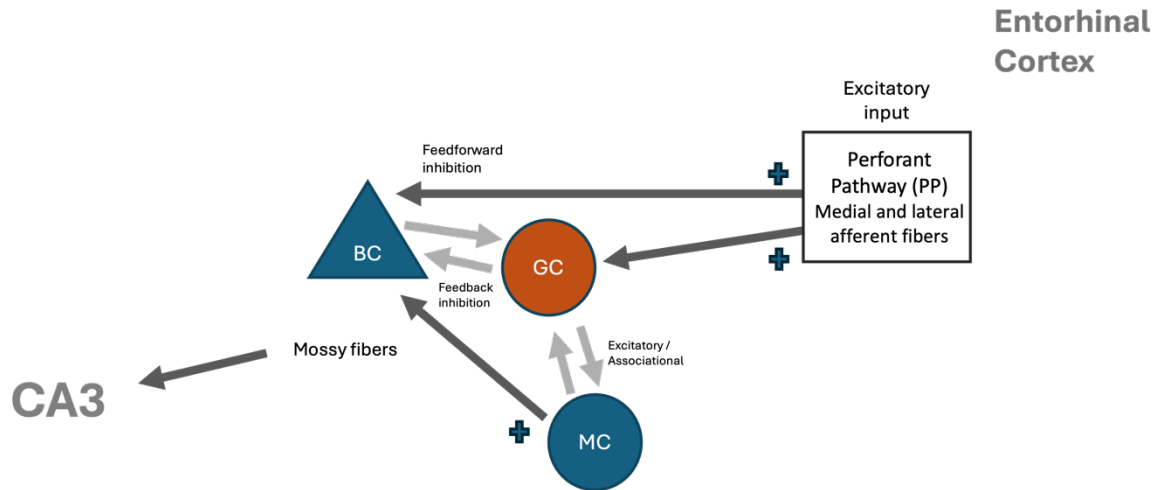 Entorhinal
Cortex
Excitatory
input
Perforant
Pathway (PP)
Medial and lateral
afferent fibers
Feedforward
inhibition
BC
GC
Feedback
inhibition
Excitatory /
Associational
Mossy fibers
CA3
MC